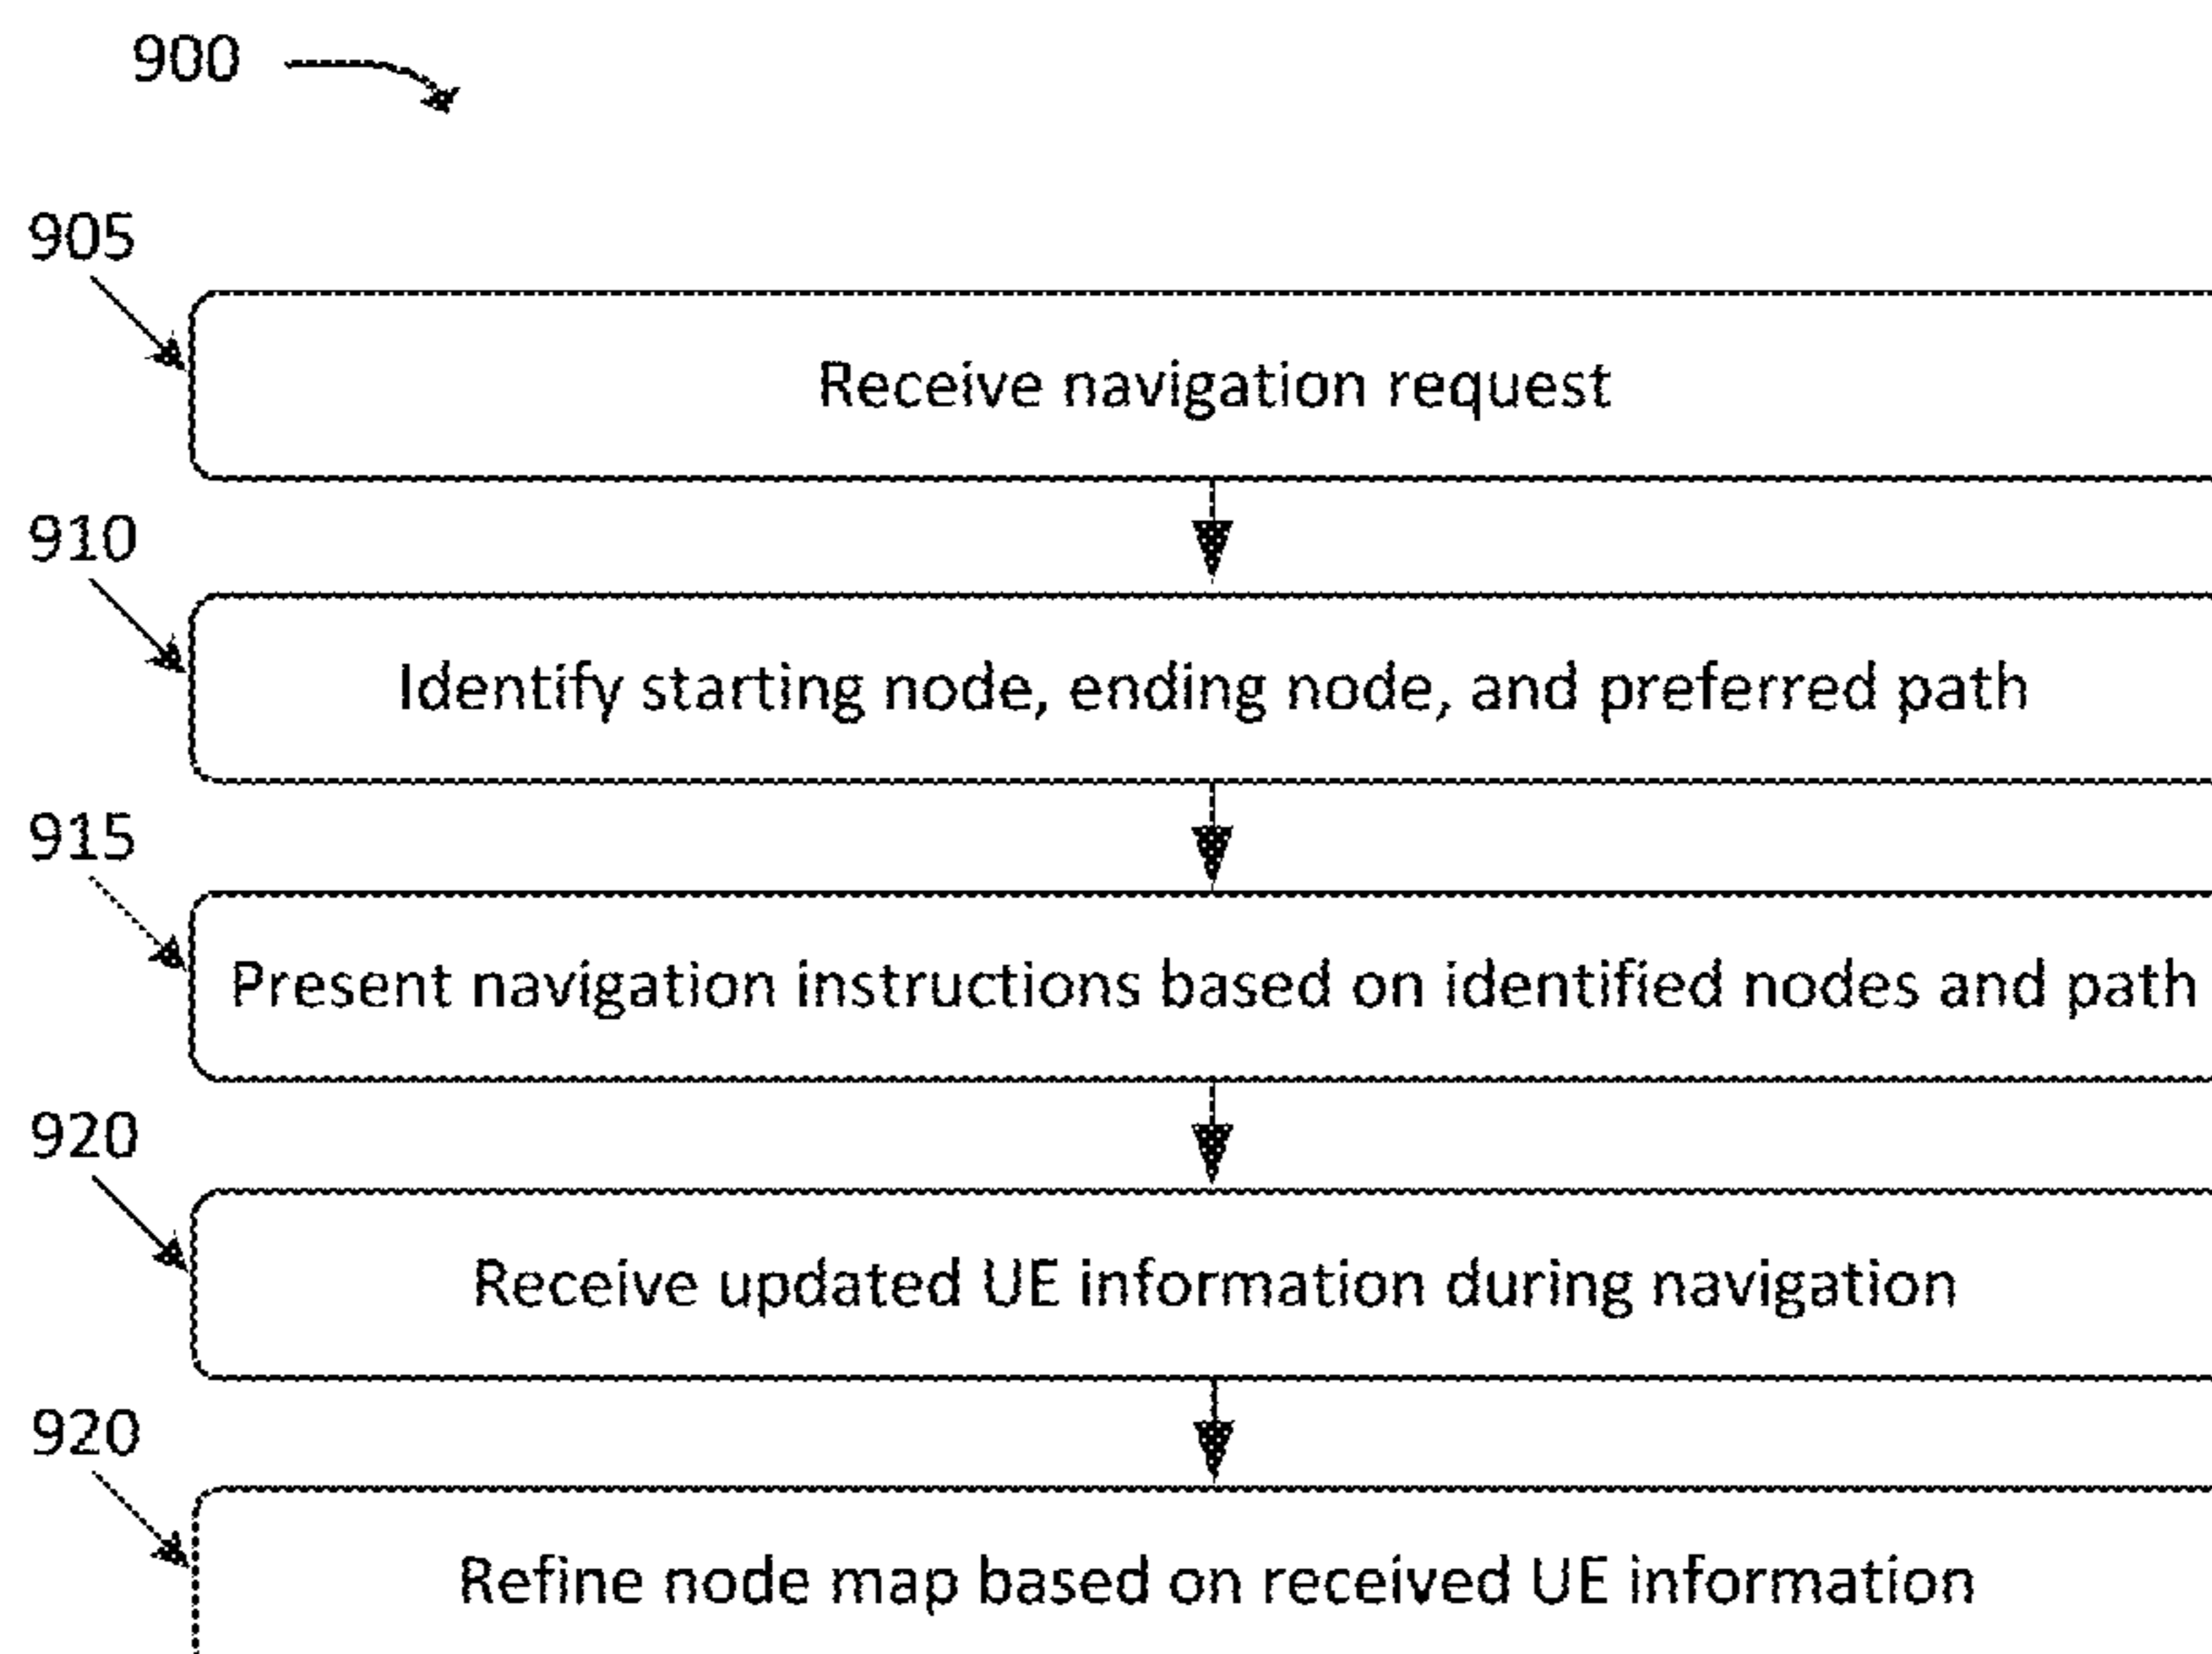 900
905
Receive navigation request
910
Identify starting node, ending node, and preferred path
915
Present navigation instructions based on identified nodes and path
920
Receive updated UE information during navigation
920
Refine node map based on received UE information